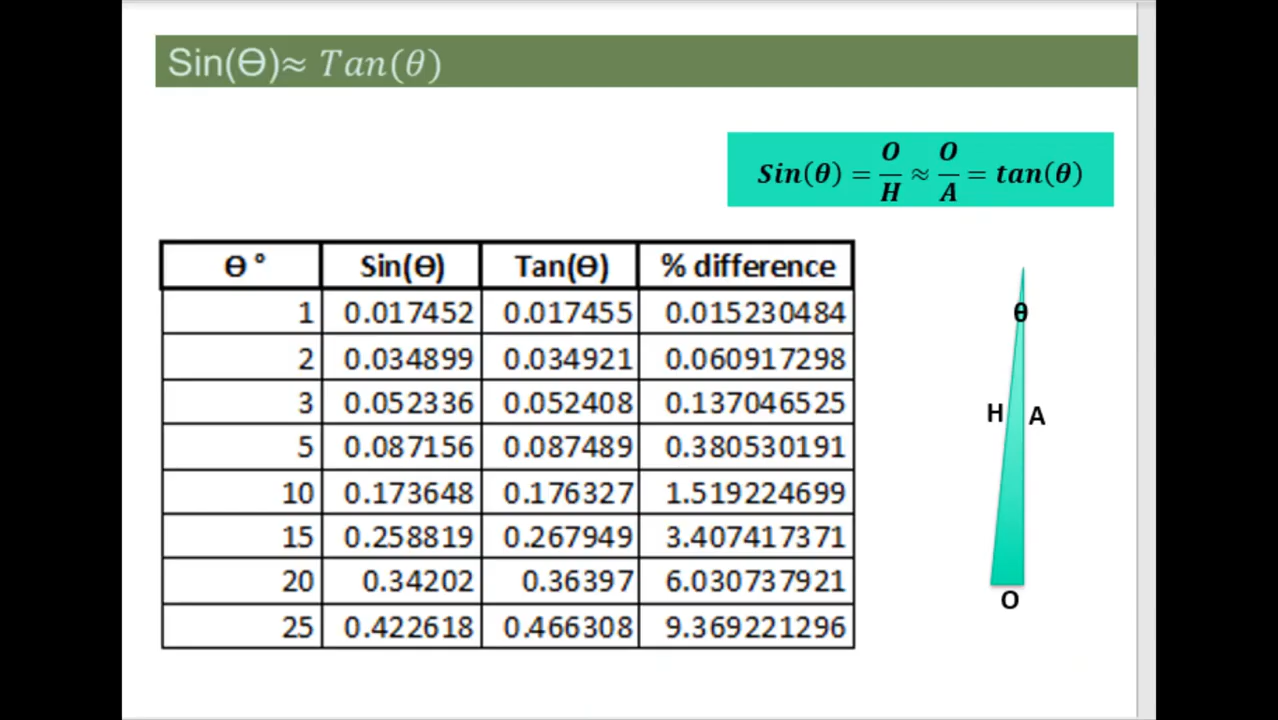 Sin(Ɵ)≈ Tan(θ)
Sin(θ) = O/H ≈ O/A = tan(θ)
Ɵ ° Sin(Ɵ) Tan(Ɵ) % difference
1 0.017452 0.017455 0.015230484
2 0.034899 0.034921 0.060917298
3 0.052336 0.052408 0.137046525
5 0.087156 0.087489 0.380530191
10 0.173648 0.176327 1.519224699
15 0.258819 0.267949 3.407417371
20 0.34202 0.36397 6.030737921
25 0.422618 0.466308 9.369221296
θ
H A
O